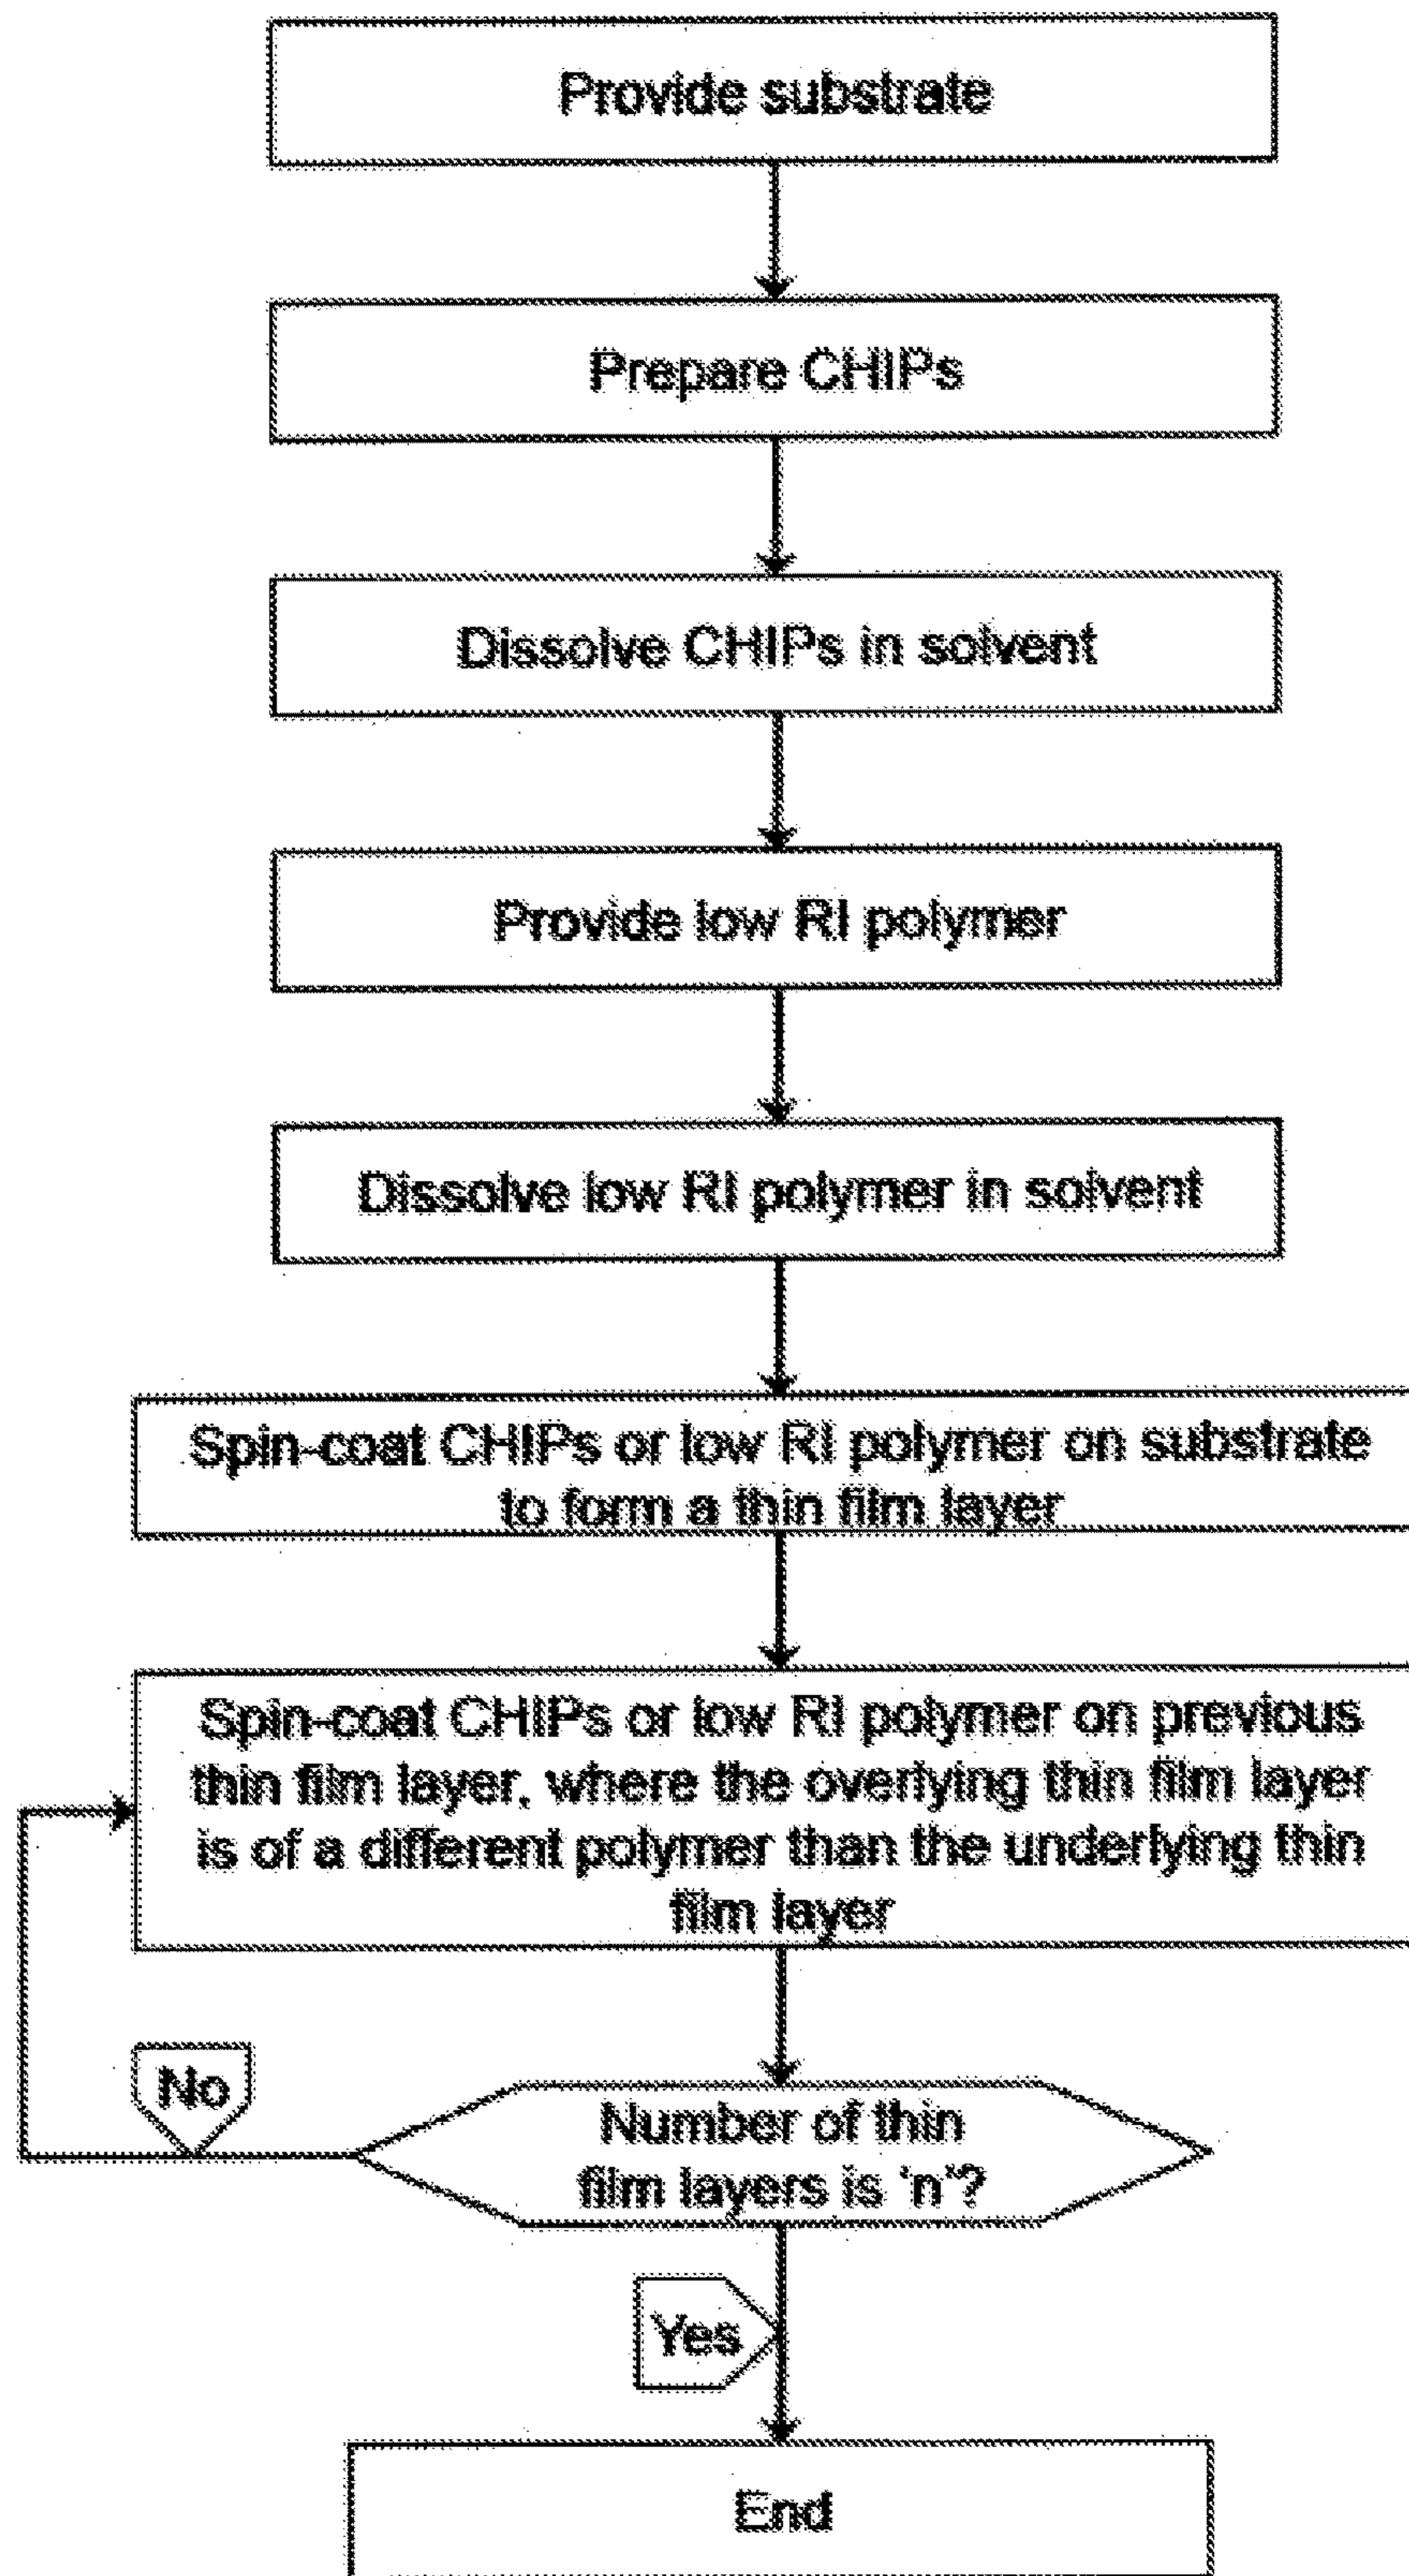 Provide substrate
Prepare CHIPs
Dissolve CHIPs in solvent
Provide low RI polymer
Dissolve low RI polymer in solvent
Spin-coat CHIPs or low RI polymer on substrate
to form a thin film layer
Spin-coat CHIPs or low RI polymer on previous
thin film layer, where the overlying thin film layer
is of a different polymer than the underlying thin
film layer
No
Number of thin
film layers is 'n'?
Yes
End